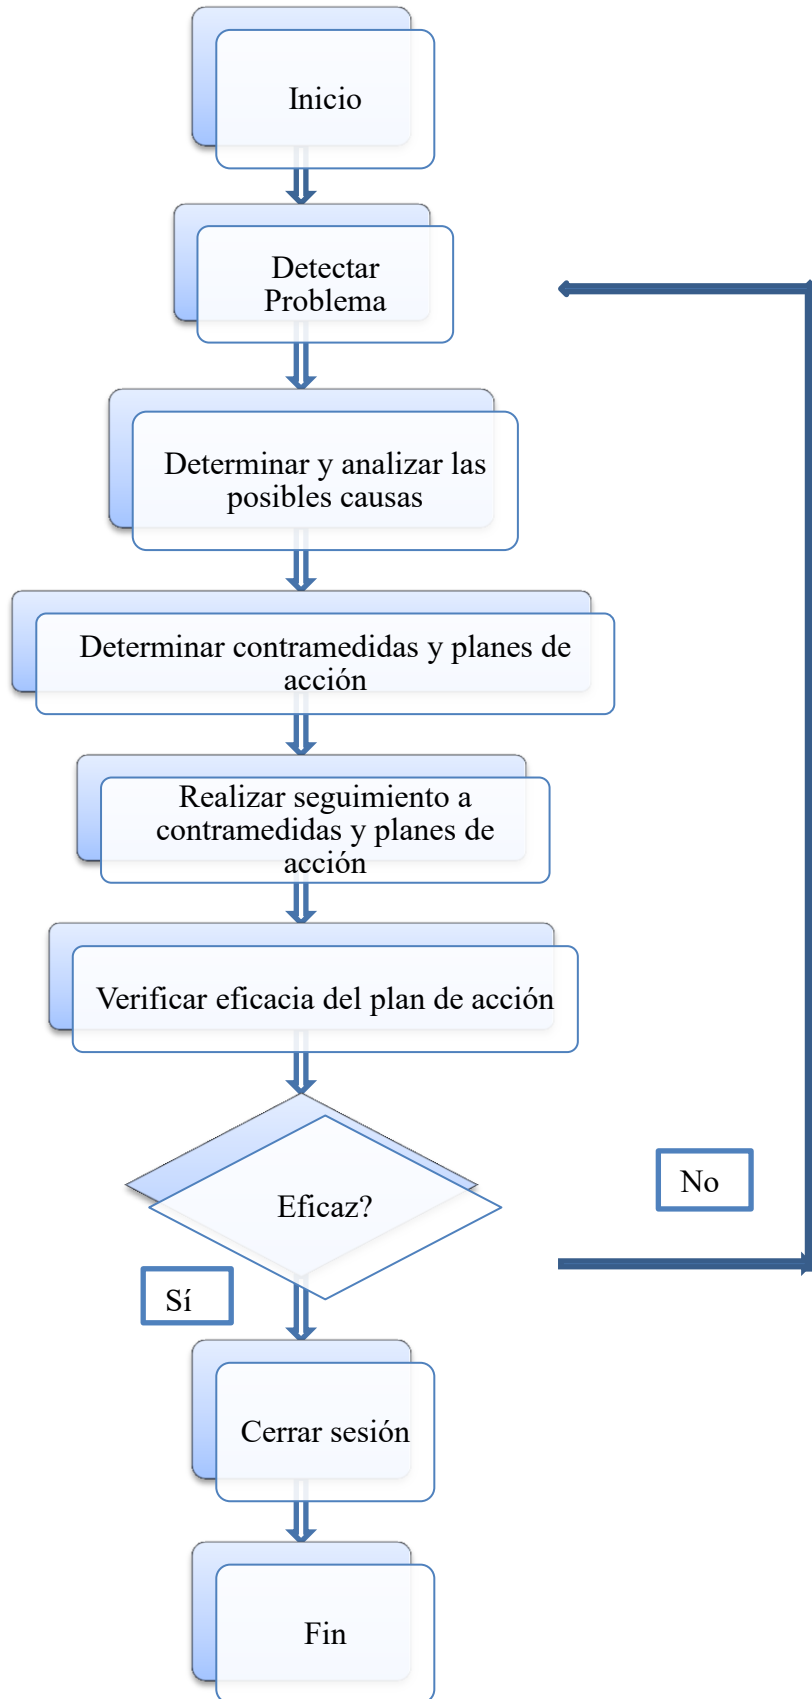 Inicio
Detectar
Problema
Determinar y analizar las
posibles causas
Determinar contramedidas y planes de
acción
Realizar seguimiento a
contramedidas y planes de
acción
Verificar eficacia del plan de acción
Eficaz?
No
Sí
Cerrar sesión
Fin